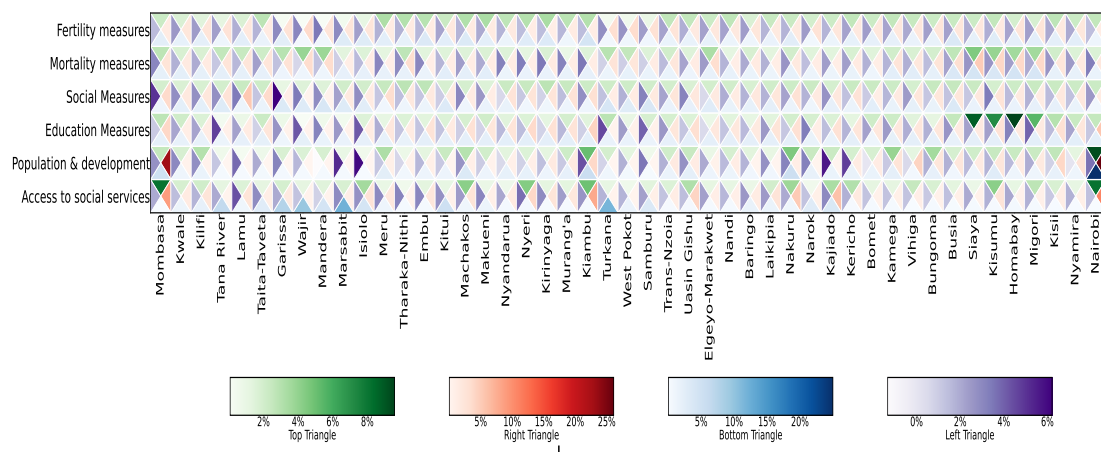 Fertility measures
Mortality measures
Social Measures
Education Measures
Population & development
Access to social services
Mombasa
Kwale
Kilifi
Tana River
Lamu
Taita-Taveta
Garissa
Wajir
Mandera
Marsabit
Isiolo
Meru
Tharaka-Nithi
Embu
Kitui
Machakos
Makueni
Nyandarua
Nyeri
Kirinyaga
Murang'a
Kiambu
Turkana
West Pokot
Samburu
Trans-Nzoia
Uasin Gishu
Elgeyo-Marakwet
Nandi
Baringo
Laikipia
Nakuru
Narok
Kajiado
Kericho
Bomet
Kamega
Vihiga
Bungoma
Busia
Siaya
Kisumu
Homabay
Migori
Kisii
Nyamira
Nairobi
2% 4% 6% 8%
Top Triangle
5% 10% 15% 20% 25%
Right Triangle
5% 10% 15% 20%
Bottom Triangle
0% 2% 4% 6%
Left Triangle